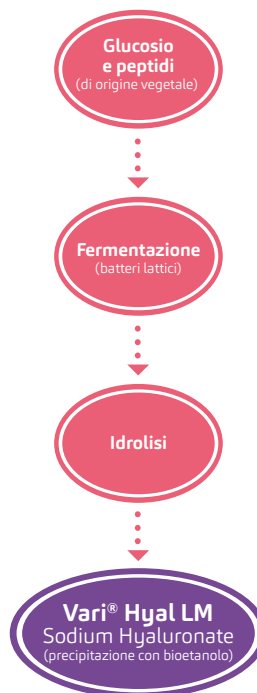 Glucosio
e peptidi
(di origine vegetale)
Fermentazione
(batteri lattici)
Idrolisi
Vari® Hyal LM
Sodium Hyaluronate
(precipitazione con bioetanolo)